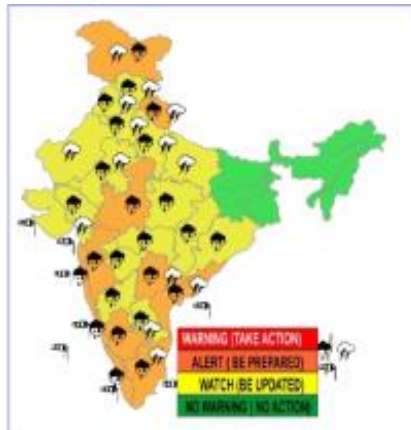 WARNING (TAKE ACTION)
ALERT ( BE PREPARED)
WATCH (BE UPDATED)
NO WARNING ( NO ACTION)